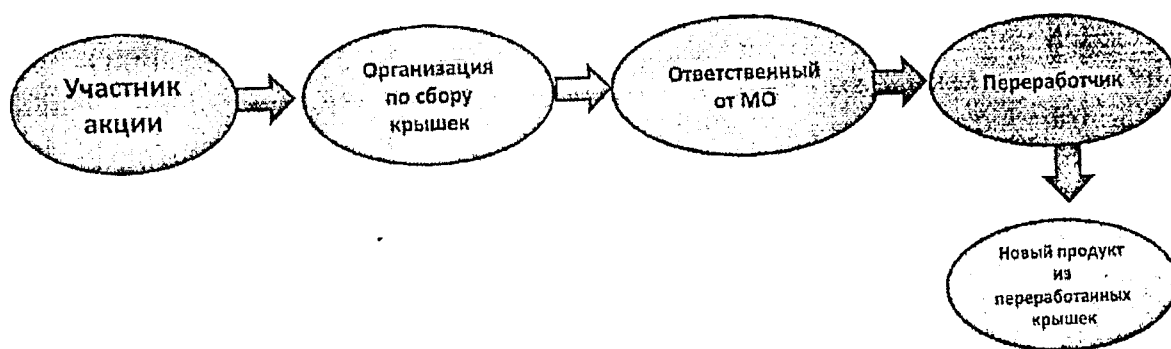 Участник
акции
Организация
по сбору
крышек
Ответственный
от МО
Переработчик
Новый продукт
из
переработанных
крышек